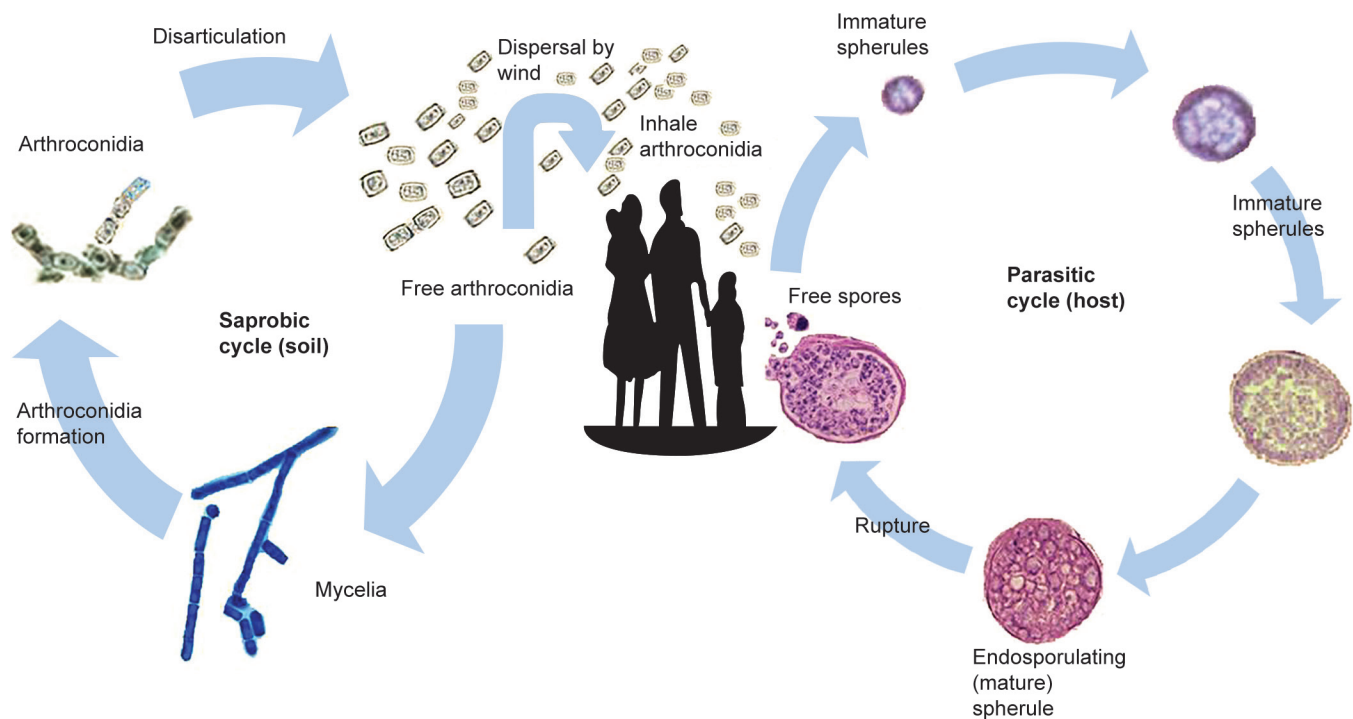 Disarticulation
Arthroconidia
Dispersal by
wind
Inhale
arthroconidia
Free arthroconidia
Saprobic
cycle (soil)
Arthroconidia
formation
Mycelia
Immature
spherules
Immature
spherules
Parasitic
cycle (host)
Free spores
Rupture
Endosporulating
(mature)
spherule